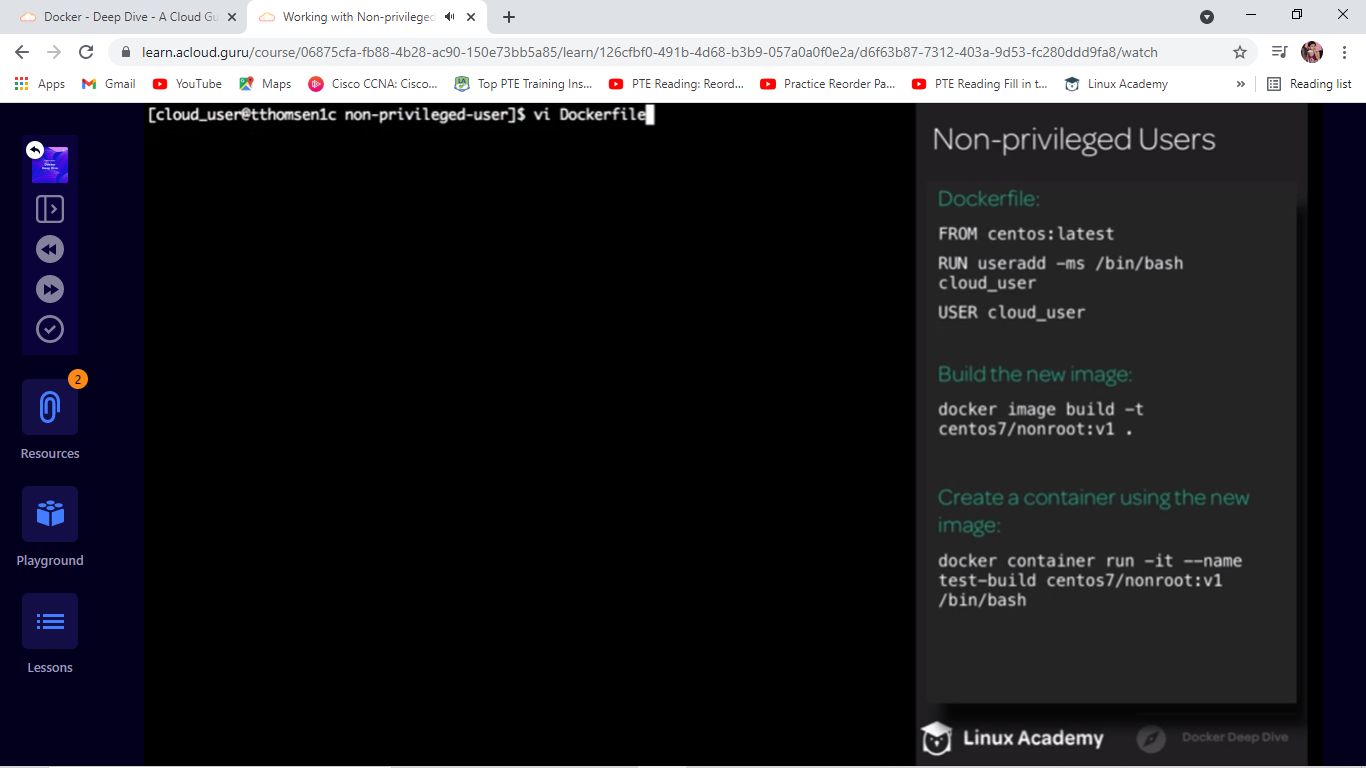 Docker - Deep Dive - A Cloud Gu
Working with Non-privileged
learn.acloud.guru/course/06875cfa-fb88-4b28-ac90-150e73bb5a85/learn/126cfbf0-491b-4d68-b3b9-057a0a0f0e2a/d6f63b87-7312-403a-9d53-fc280ddd9fa8/watch
Apps
Gmail
YouTube
Maps
Cisco CCNA: Cisco...
Top PTE Training Ins...
PTE Reading: Reord...
Practice Reorder Pa...
PTE Reading Fill in t...
Linux Academy
»
Reading list
[cloud_user@tthomsen1c non-privileged-user]$ vi Dockerfile
Docker
Deep Dive
2
Resources
Playground
Lessons
Non-privileged Users
Dockerfile:
FROM centos:latest
RUN useradd -ms /bin/bash
cloud_user
USER cloud_user
Build the new image:
docker image build -t
centos7/nonroot:v1 .
Create a container using the new
image:
docker container run -it --name
test-build centos7/nonroot:v1
/bin/bash
Linux Academy
Docker Deep Dive